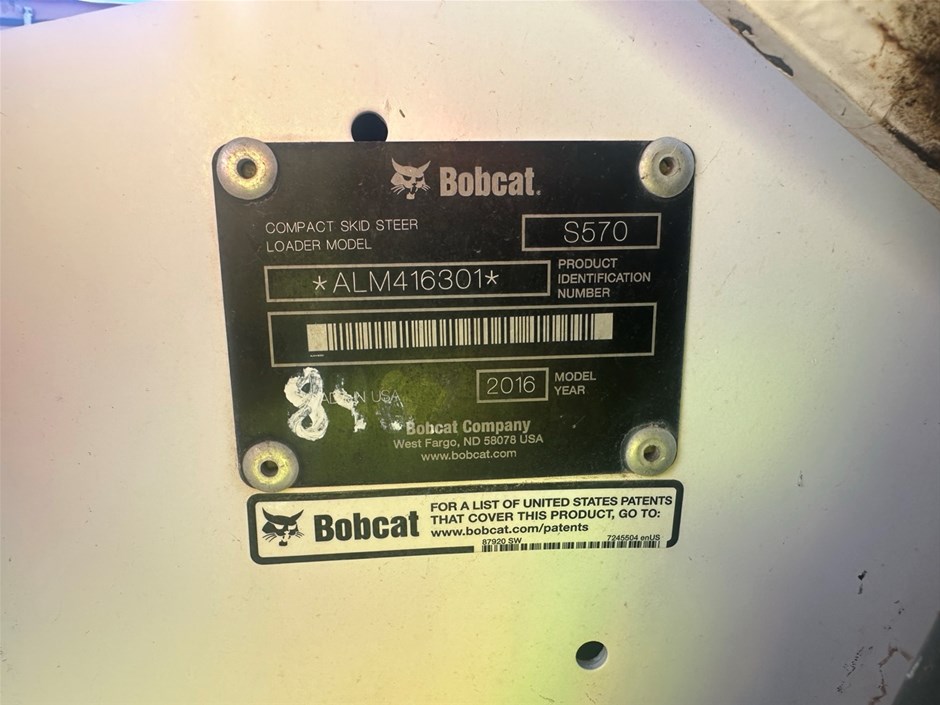 Bobcat.
COMPACT SKID STEER
LOADER MODEL
S570
*ALM416301*
PRODUCT
IDENTIFICATION
NUMBER
2016
MODEL
YEAR
IN USA
Bobcat Company
West Fargo, ND 58078 USA
www.bobcat.com
Bobcat
FOR A LIST OF UNITED STATES PATENTS
THAT COVER THIS PRODUCT, GO TO:
www.bobcat.com/patents
87920 SW
7245504 enUS